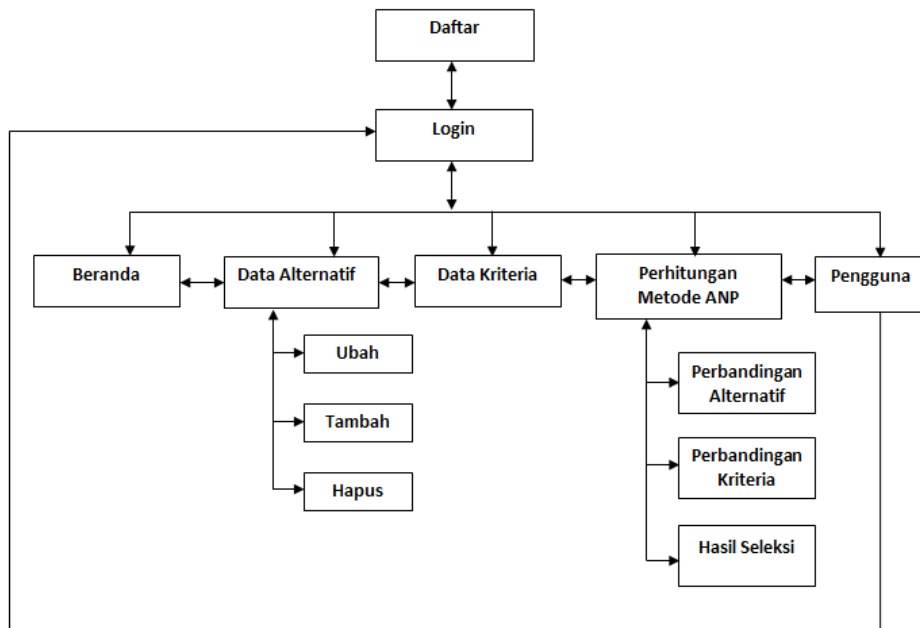 Daftar
Login
Beranda
Data Alternatif
Data Kriteria
Perhitungan
Metode ANP
Pengguna
Ubah
Tambah
Hapus
Perbandingan
Alternatif
Perbandingan
Kriteria
Hasil Seleksi